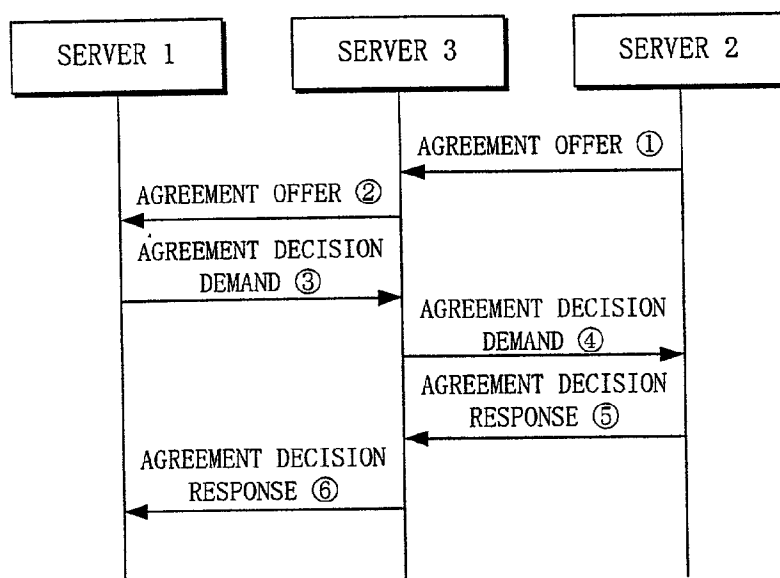 SERVER 1
SERVER 3
SERVER 2
AGREEMENT OFFER ①
AGREEMENT OFFER ②
AGREEMENT DECISION
DEMAND ③
AGREEMENT DECISION
DEMAND ④
AGREEMENT DECISION
RESPONSE ⑤
AGREEMENT DECISION
RESPONSE ⑥